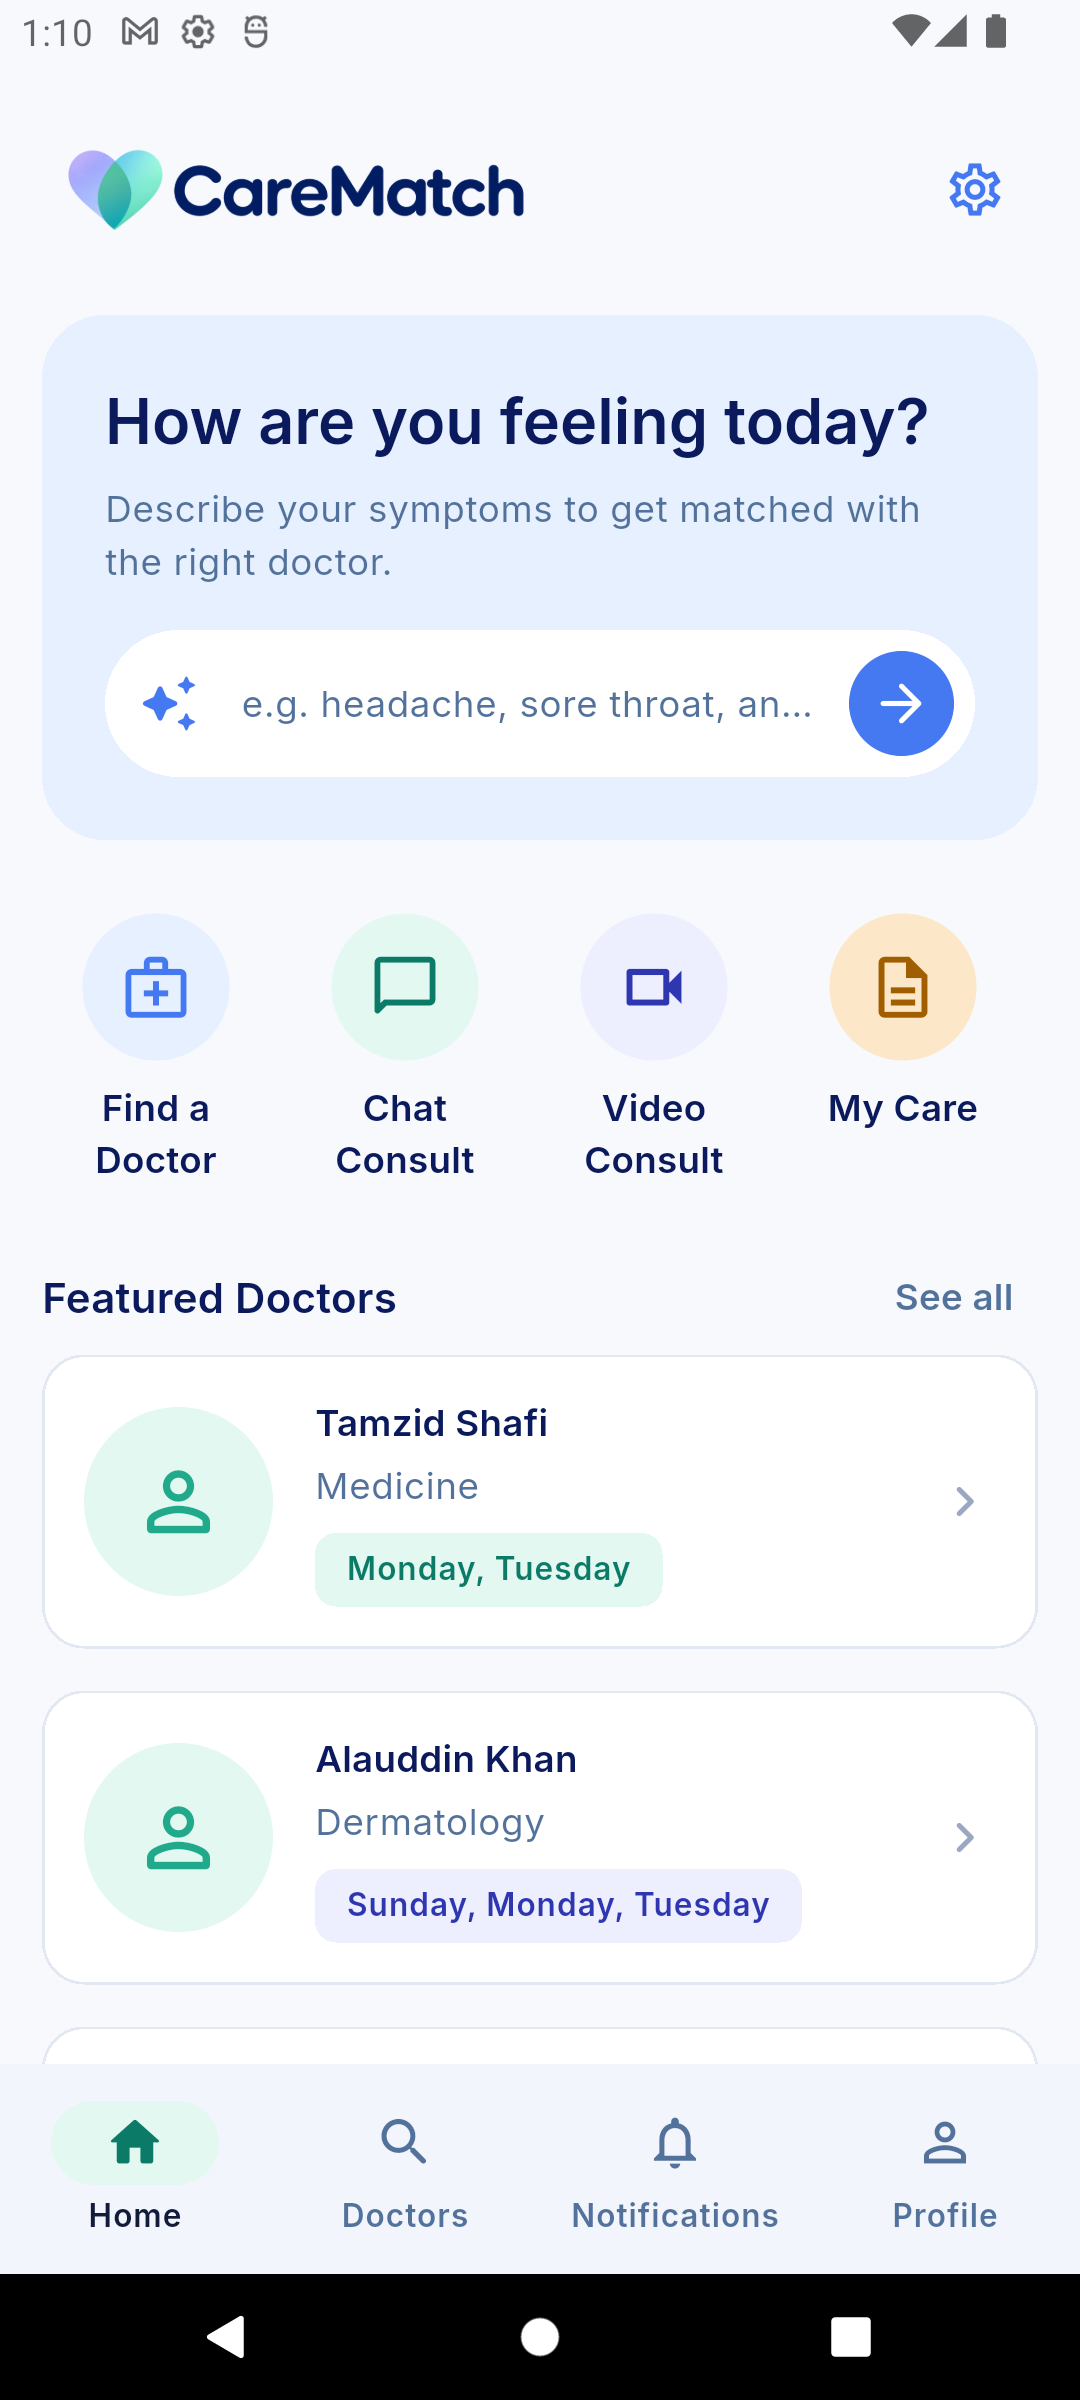 1:10
CareMatch
How are you feeling today?
Describe your symptoms to get matched with
the right doctor.
e.g. headache, sore throat, an...
Find a
Doctor
Chat
Consult
Video
Consult
My Care
Featured Doctors
See all
Tamzid Shafi
Medicine
Monday, Tuesday
Alauddin Khan
Dermatology
Sunday, Monday, Tuesday
Home
Doctors
Notifications
Profile